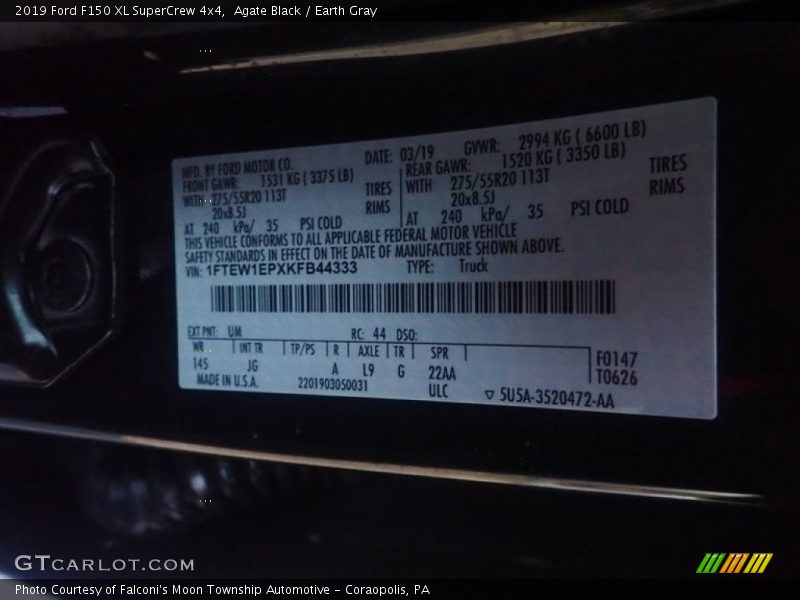 2019 Ford F150 XL SuperCrew 4x4, Agate Black / Earth Gray
MFD. BY FORD MOTOR CO. DATE: 03/19 GVWR: 2994 KG ( 6600 LB)
FRONT GAWR: 1531 KG ( 3375 LB) REAR GAWR: 1520 KG ( 3350 LB)
WITH 275/55R20 113T TIRES WITH 275/55R20 113T TIRES
20x8.5J RIMS 20x8.5J RIMS
AT 240 kPa/ 35 PSI COLD AT 240 kPa/ 35 PSI COLD
THIS VEHICLE CONFORMS TO ALL APPLICABLE FEDERAL MOTOR VEHICLE
SAFETY STANDARDS IN EFFECT ON THE DATE OF MANUFACTURE SHOWN ABOVE.
VIN: 1FTEW1EPXKFB44333 TYPE: Truck
EXT PNT: UM RC: 44 DSO:
WB INT TR TP/PS R AXLE TR SPR F0147
145 JG A L9 G 22AA T0626
MADE IN U.S.A. 2201903050031 ULC ▽ 5U5A-3520472-AA
GTCARLOT.COM
Photo Courtesy of Falconi's Moon Township Automotive - Coraopolis, PA